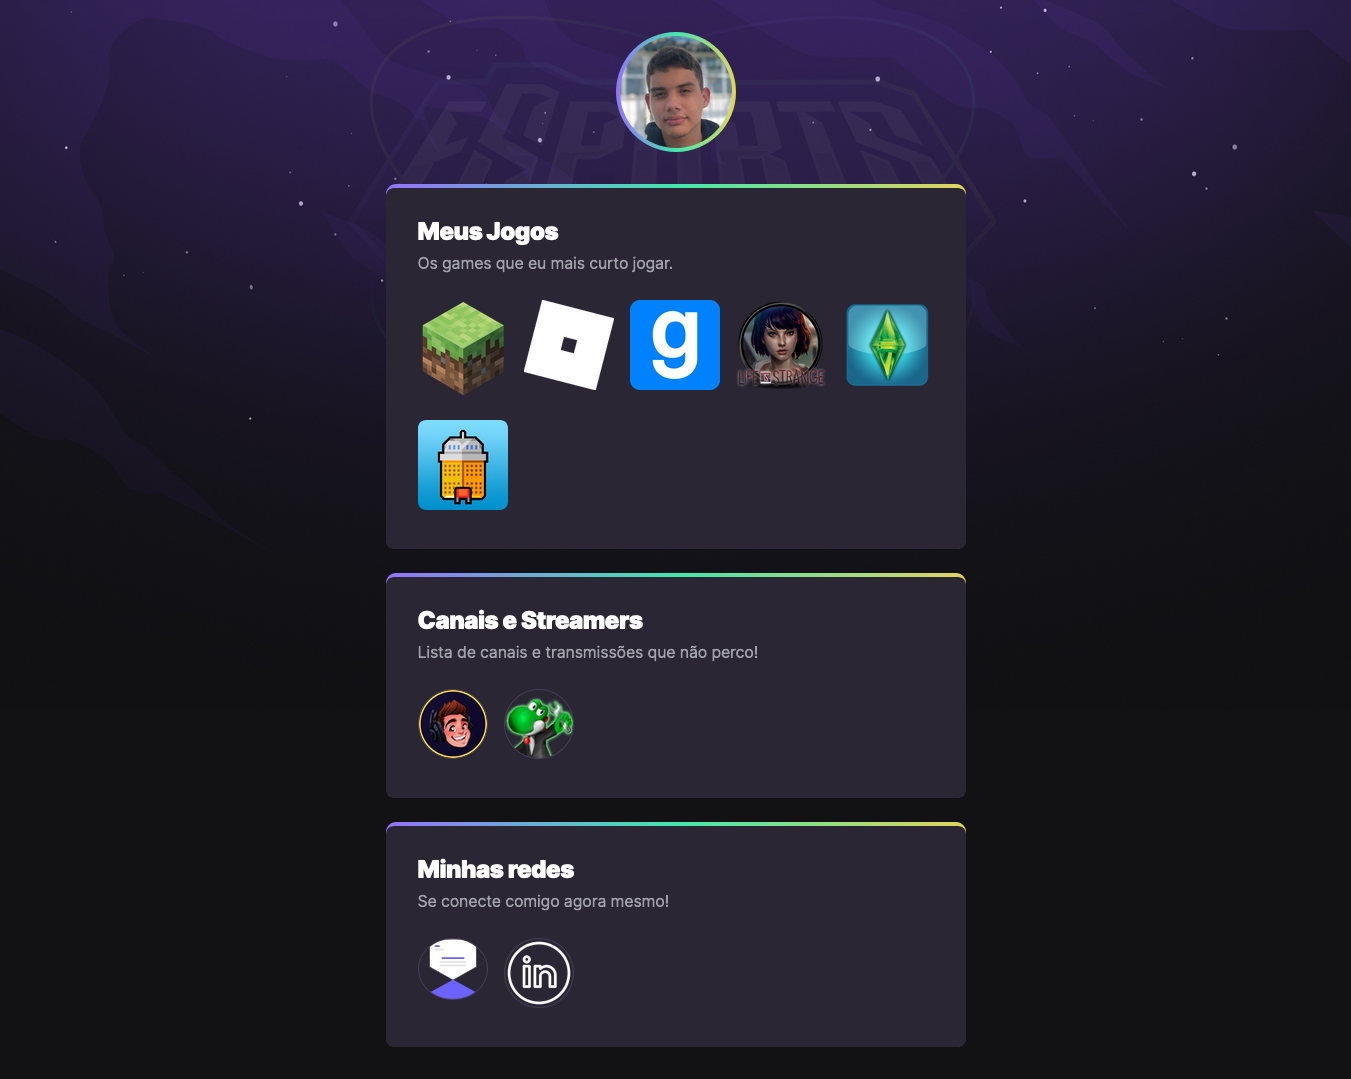 ESPORTS
Meus Jogos
Os games que eu mais curto jogar.
g
LIFE IS STRANGE
Canais e Streamers
Lista de canais e transmissões que não perco!
Minhas redes
Se conecte comigo agora mesmo!
in